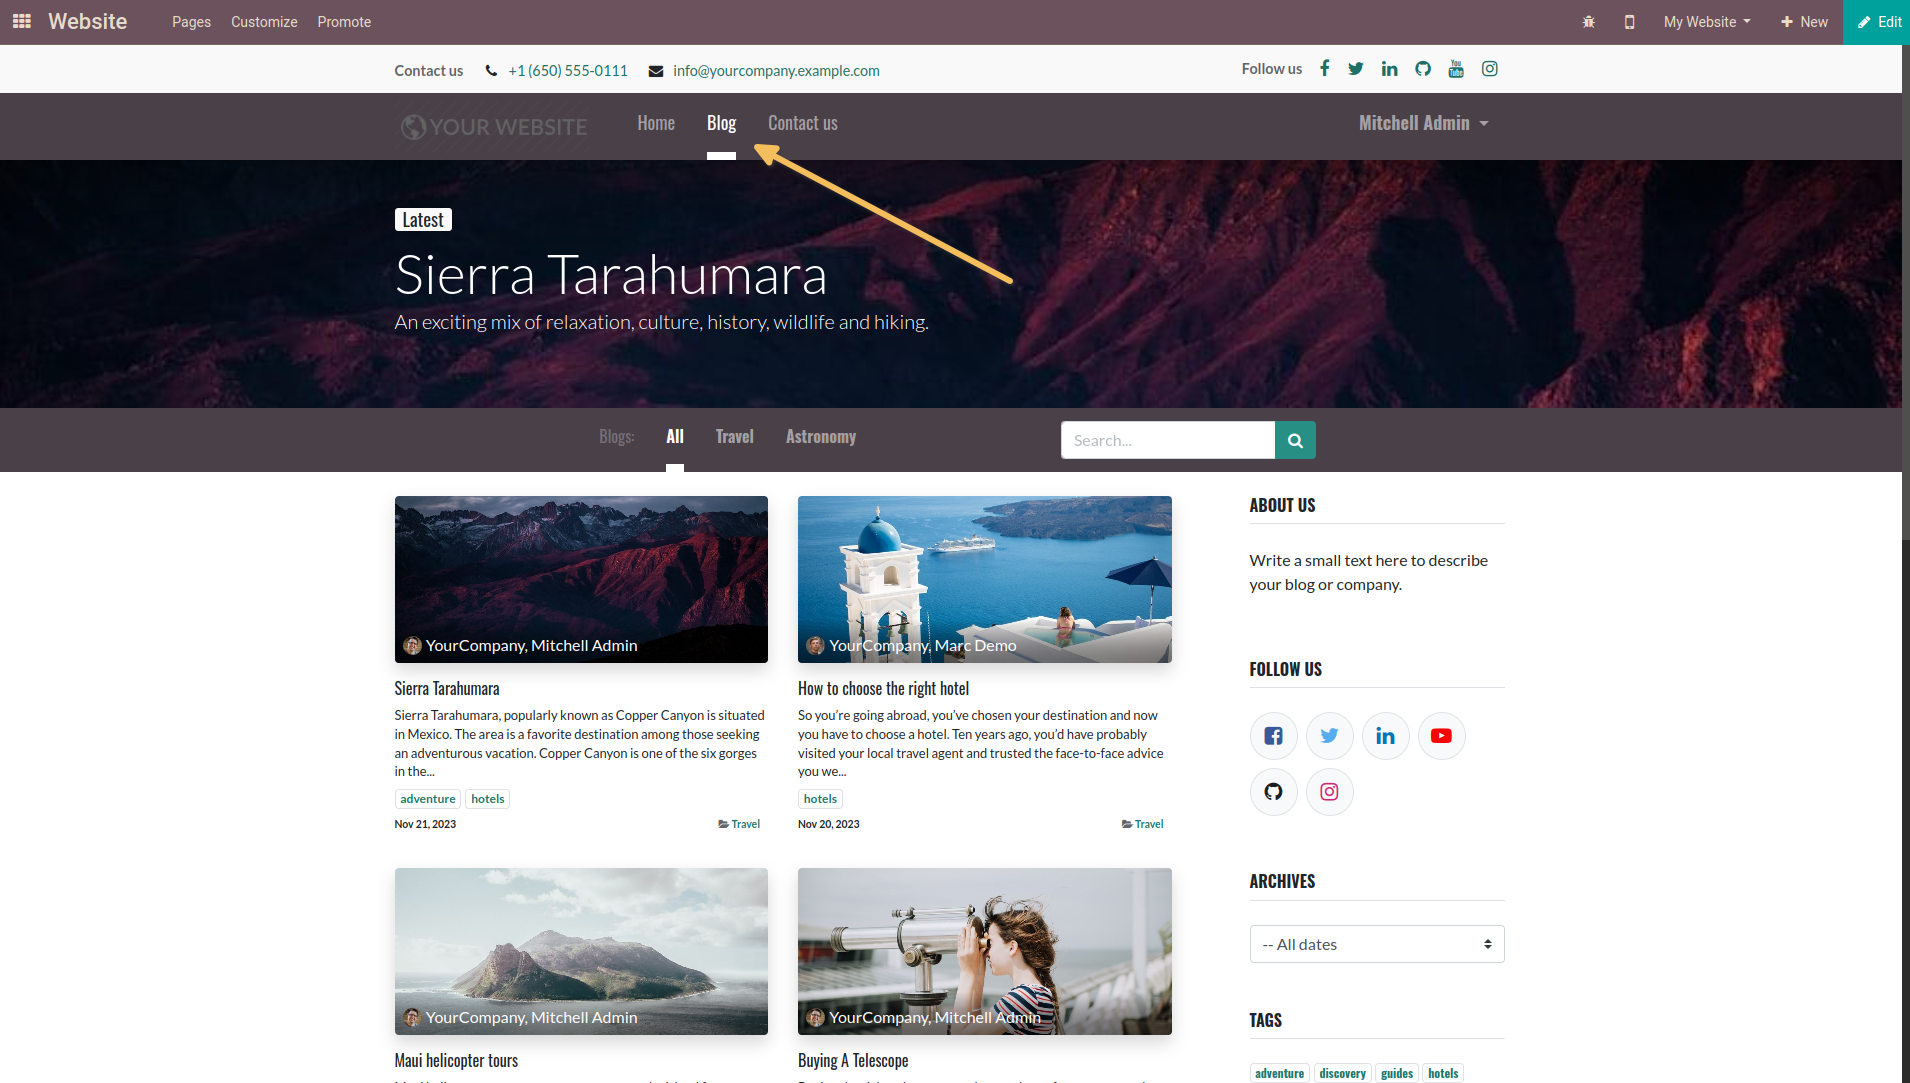 Website Pages Customize Promote My Website New Edit
Contact us +1 (650) 555-0111 info@yourcompany.example.com Follow us
YOUR WEBSITE Home Blog Contact us Mitchell Admin
Latest
Sierra Tarahumara
An exciting mix of relaxation, culture, history, wildlife and hiking.
Blogs: All Travel Astronomy Search...
YourCompany, Mitchell Admin
Sierra Tarahumara
Sierra Tarahumara, popularly known as Copper Canyon is situated
in Mexico. The area is a favorite destination among those seeking
an adventurous vacation. Copper Canyon is one of the six gorges
in the...
adventure hotels
Nov 21, 2023 Travel
YourCompany, Marc Demo
How to choose the right hotel
So you’re going abroad, you’ve chosen your destination and now
you have to choose a hotel. Ten years ago, you’d have probably
visited your local travel agent and trusted the face-to-face advice
you we...
hotels
Nov 20, 2023 Travel
YourCompany, Mitchell Admin
Maui helicopter tours
YourCompany, Mitchell Admin
Buying A Telescope
ABOUT US
Write a small text here to describe
your blog or company.
FOLLOW US
ARCHIVES
-- All dates
TAGS
adventure discovery guides hotels